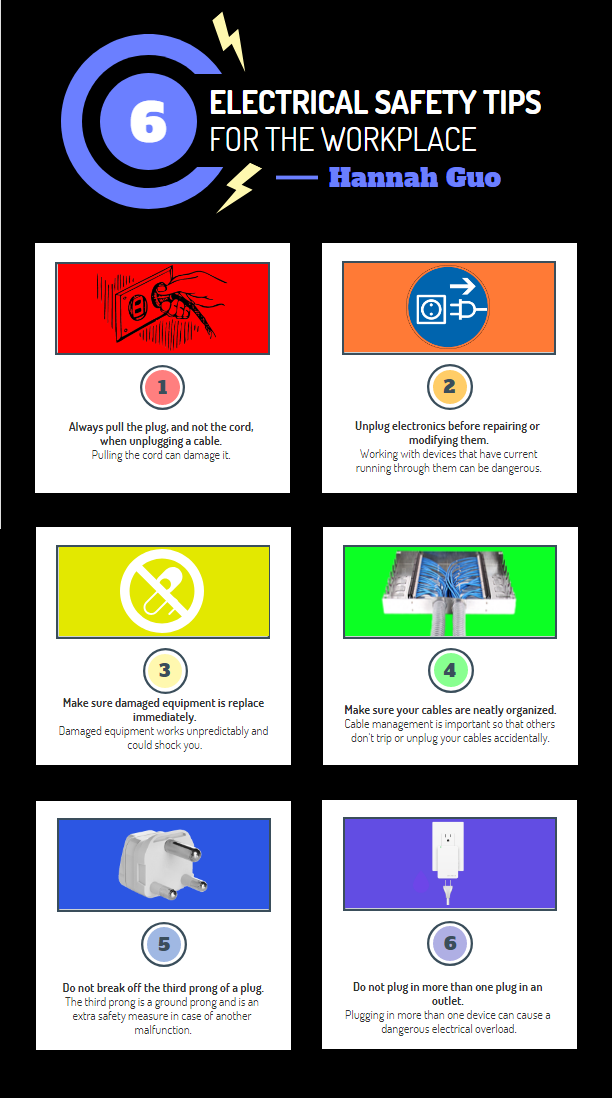 6
ELECTRICAL SAFETY TIPS
FOR THE WORKPLACE
Hannah Guo
1
Always pull the plug, and not the cord,
when unplugging a cable.
Pulling the cord can damage it.
2
Unplug electronics before repairing or
modifying them.
Working with devices that have current
running through them can be dangerous.
3
Make sure damaged equipment is replace
immediately.
Damaged equipment works unpredictably and
could shock you.
4
Make sure your cables are neatly organized.
Cable management is important so that others
don't trip or unplug your cables accidentally.
5
Do not break off the third prong of a plug.
The third prong is a ground prong and is an
extra safety measure in case of another
malfunction.
6
Do not plug in more than one plug in an
outlet.
Plugging in more than one device can cause a
dangerous electrical overload.